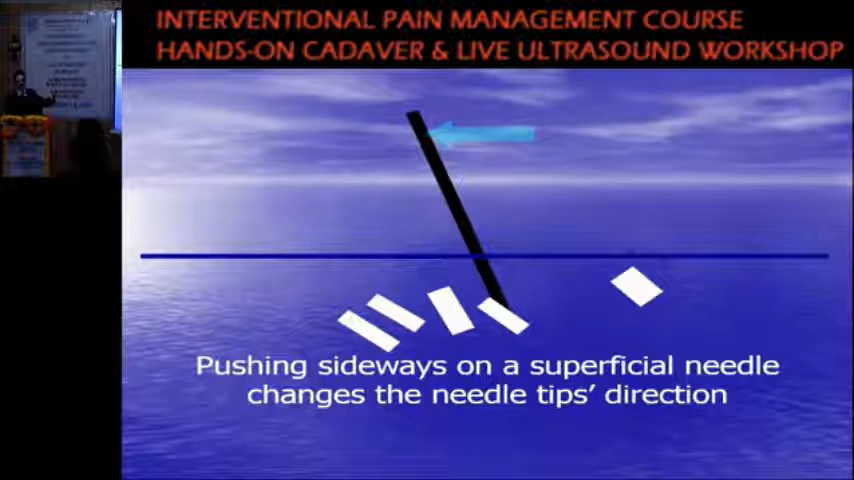 INTERVENTIONAL PAIN MANAGEMENT COURSE
HANDS-ON CADAVER & LIVE ULTRASOUND WORKSHOP
Pushing sideways on a superficial needle
changes the needle tips’ direction